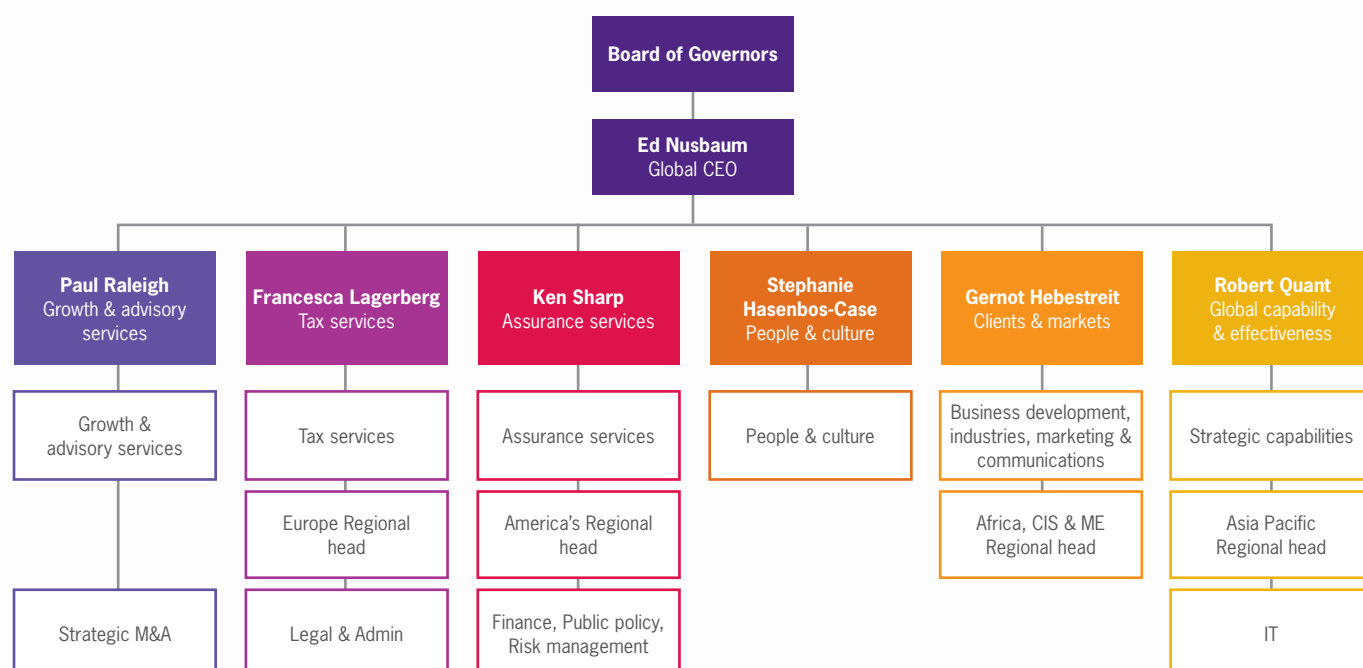 Board of Governors
Ed Nusbaum
Global CEO
Paul Raleigh
Growth & advisory
services
Francesca Lagerberg
Tax services
Ken Sharp
Assurance services
Stephanie
Hasenbos-Case
People & culture
Gernot Hebestreit
Clients & markets
Robert Quant
Global capability
& effectiveness
Growth &
advisory services
Tax services
Assurance services
People & culture
Business development,
industries, marketing &
communications
Strategic capabilities
Europe Regional
head
America's Regional
head
Africa, CIS & ME
Regional head
Asia Pacific
Regional head
Strategic M&A
Legal & Admin
Finance, Public policy,
Risk management
IT